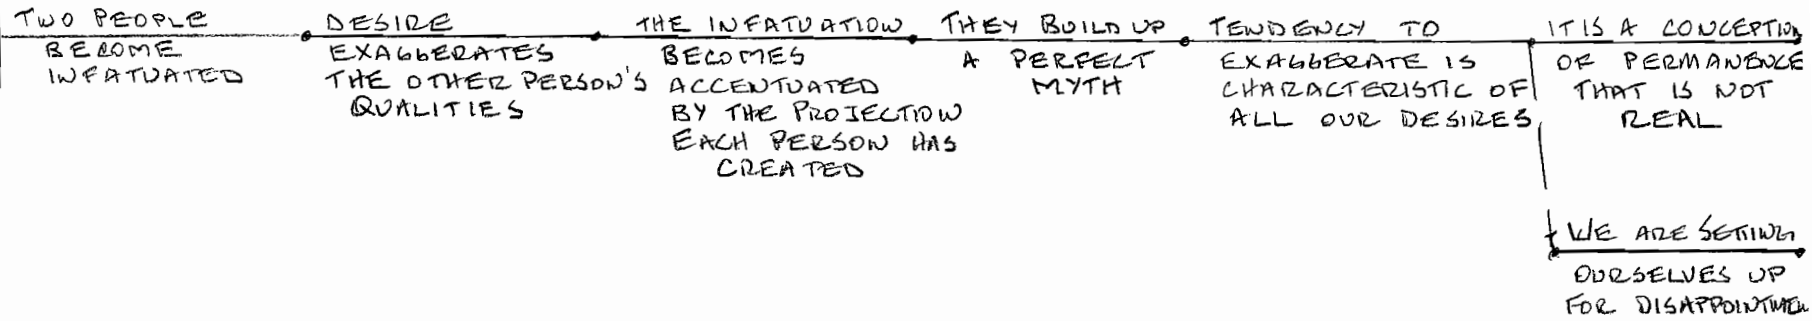 TWO PEOPLE
BECOME
INFATUATED
DESIRE
EXAGGERATES
THE OTHER PERSON'S
QUALITIES
THE INFATUATION
BECOMES
ACCENTUATED
BY THE PROJECTION
EACH PERSON HAS
CREATED
THEY BUILD UP
A PERFECT
MYTH
TENDENCY TO
EXAGGERATE IS
CHARACTERISTIC OF
ALL OUR DESIRES
IT IS A CONCEPTION
OF PERMANENCE
THAT IS NOT
REAL
+ WE ARE SETTING
OURSELVES UP
FOR DISAPPOINTMEN